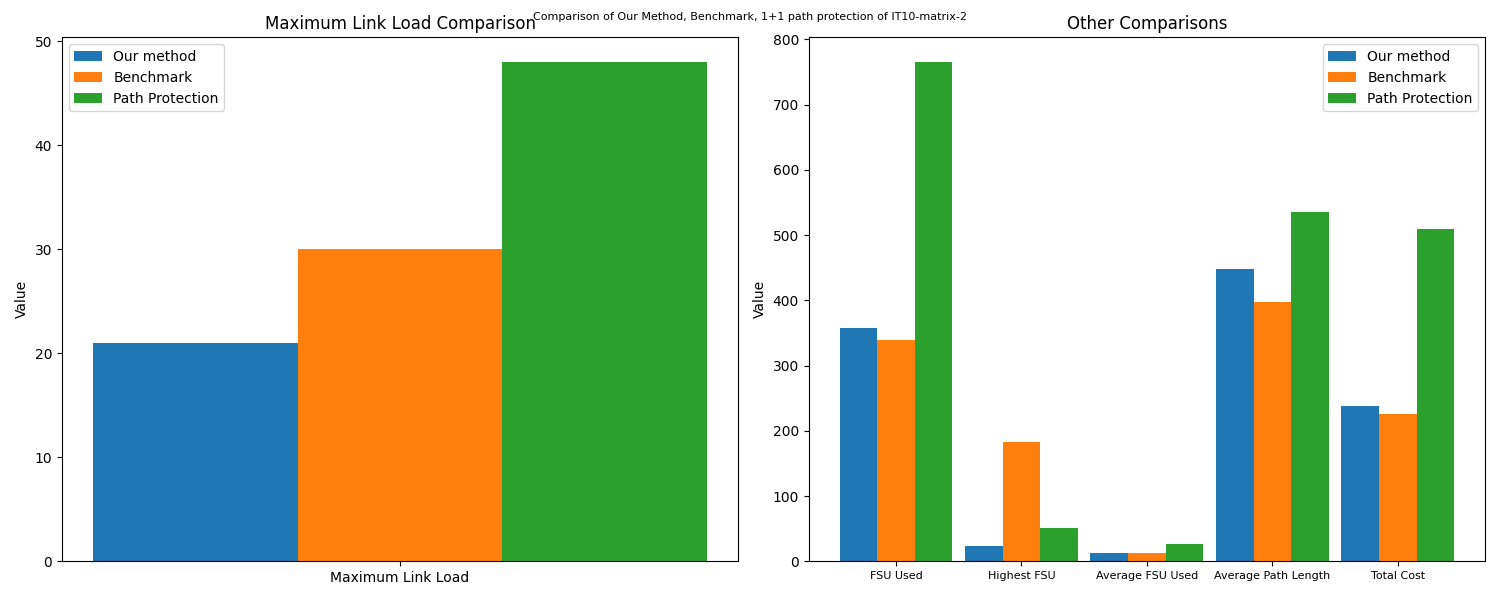 Comparison of Our Method, Benchmark, 1+1 path protection of IT10-matrix-2
Maximum Link Load Comparison
Value
50
40
30
20
10
0
Our method
Benchmark
Path Protection
Maximum Link Load
Other Comparisons
Value
800
700
600
500
400
300
200
100
0
Our method
Benchmark
Path Protection
FSU Used
Highest FSU
Average FSU Used
Average Path Length
Total Cost